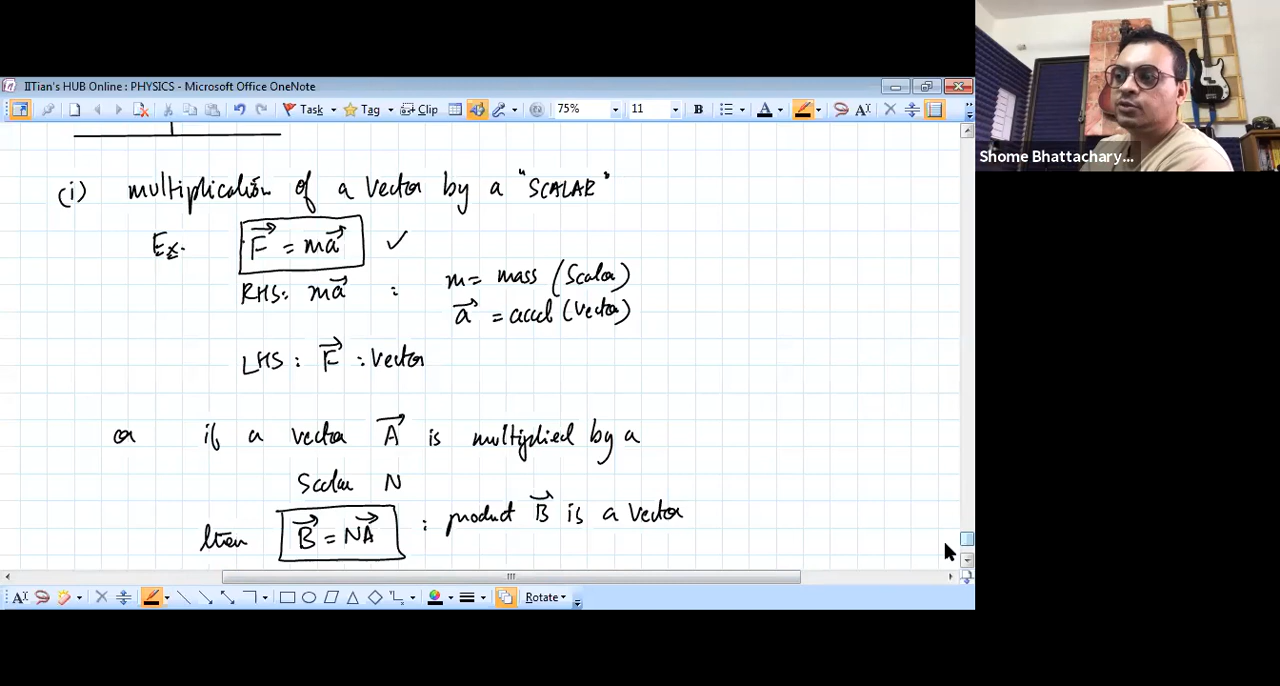 IITian's HUB Online : PHYSICS - Microsoft Office OneNote
Task Tag Clip 75% 11 B A
Shome Bhattachary...
(i) multiplication of a vector by a "SCALAR"
Ex. F⃗ = ma⃗ ✓
RHS: ma⃗ : m = mass (Scalar)
a⃗ = accl (vector)
LHS : F⃗ : vector
or if a vector A⃗ is multiplied by a
Scalar N
then B⃗ = NA⃗ : product B⃗ is a vector
Rotate